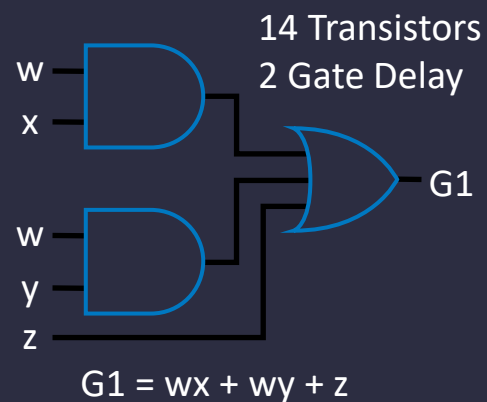 14 Transistors
2 Gate Delay
w
x
w
y
z
G1
G1 = wx + wy + z